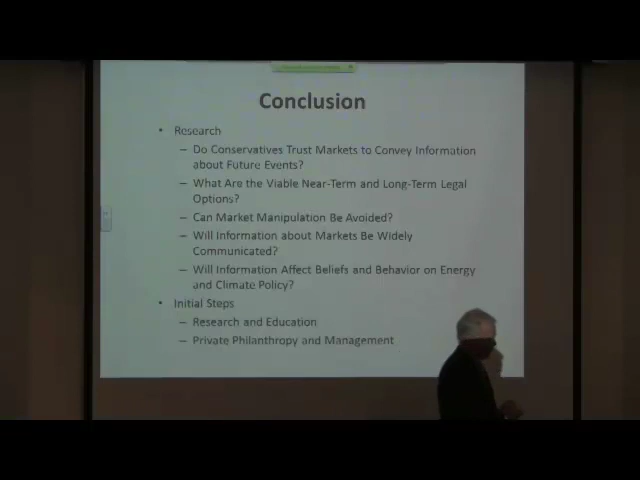 Conclusion
• Research
– Do Conservatives Trust Markets to Convey Information
about Future Events?
– What Are the Viable Near-Term and Long-Term Legal
Options?
– Can Market Manipulation Be Avoided?
– Will Information about Markets Be Widely
Communicated?
– Will Information Affect Beliefs and Behavior on Energy
and Climate Policy?
• Initial Steps
– Research and Education
– Private Philanthropy and Management